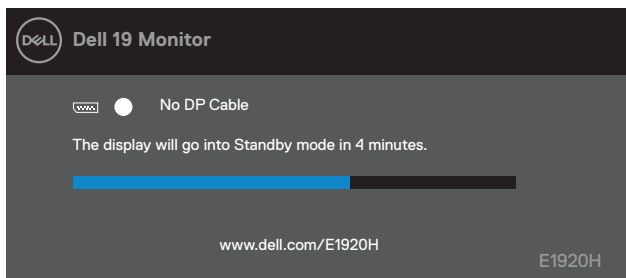 DELL Dell 19 Monitor
No DP Cable
The display will go into Standby mode in 4 minutes.
www.dell.com/E1920H
E1920H